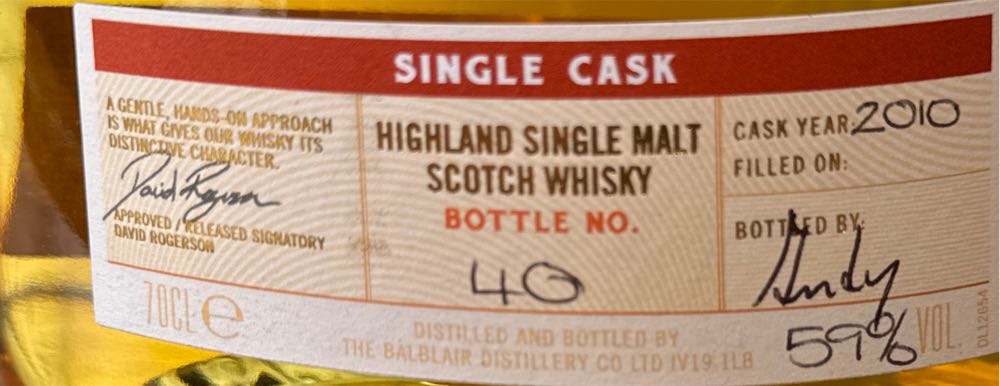 SINGLE CASK
A GENTLE, HANDS-ON APPROACH
IS WHAT GIVES OUR WHISKY ITS
DISTINCTIVE CHARACTER.
David Rogerson
APPROVED / RELEASED SIGNATORY
DAVID ROGERSON
70CL e
HIGHLAND SINGLE MALT
SCOTCH WHISKY
BOTTLE NO.
40
CASK YEAR: 2010
FILLED ON:
BOTTLED BY:
Andy
59% VOL.
DISTILLED AND BOTTLED BY
THE BALBLAIR DISTILLERY CO LTD IV19 1LB
DL12654